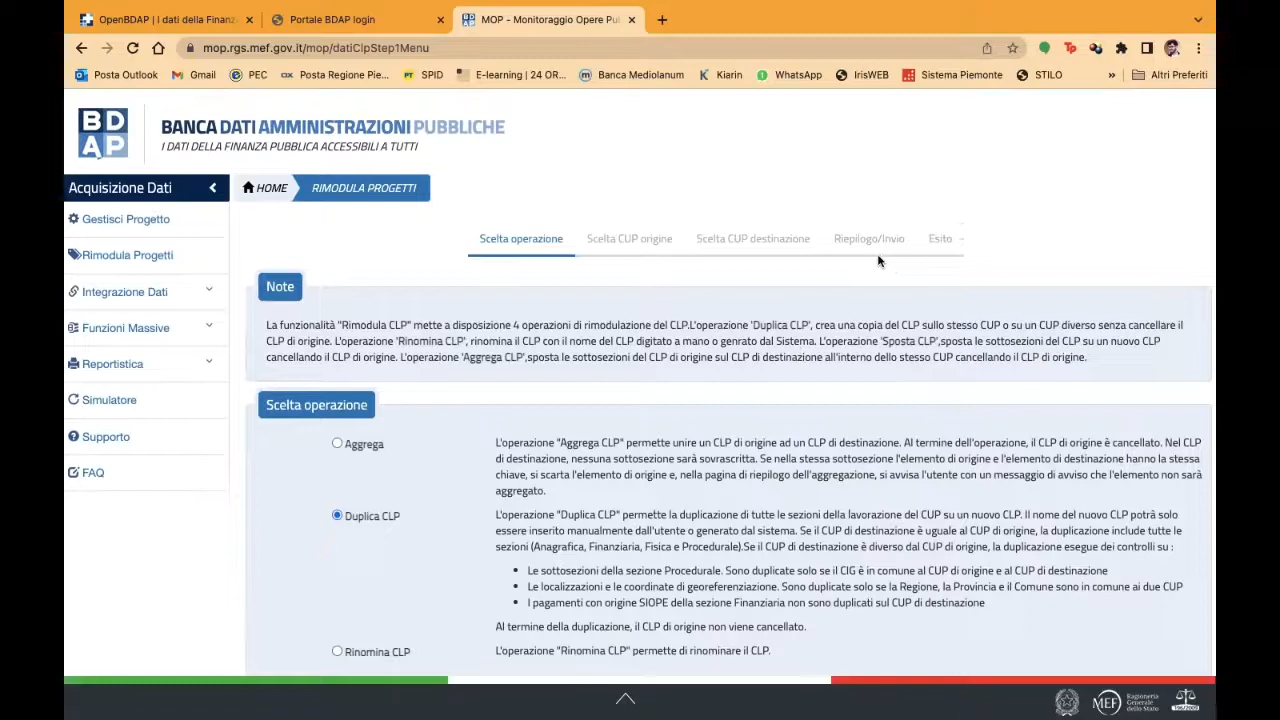 OpenBDAP | I dati della Finanz
Portale BDAP login
MOP - Monitoraggio Opere Pu
mop.rgs.mef.gov.it/mop/datiClpStep1Menu
Posta Outlook
Gmail
PEC
Posta Regione Pie...
SPID
E-learning | 24 OR...
Banca Mediolanum
Kiarin
WhatsApp
IrisWEB
Sistema Piemonte
STILO
»
Altri Preferiti
BD
AP
BANCA DATI AMMINISTRAZIONI PUBBLICHE
I DATI DELLA FINANZA PUBBLICA ACCESSIBILI A TUTTI
Acquisizione Dati
HOME
RIMODULA PROGETTI
Gestisci Progetto
Rimodula Progetti
Integrazione Dati
Funzioni Massive
Reportistica
Simulatore
Supporto
FAQ
Scelta operazione
Scelta CUP origine
Scelta CUP destinazione
Riepilogo/Invio
Esito
Note
La funzionalità "Rimodula CLP" mette a disposizione 4 operazioni di rimodulazione del CLP.L'operazione 'Duplica CLP', crea una copia del CLP sullo stesso CUP o su un CUP diverso senza cancellare il
CLP di origine. L'operazione 'Rinomina CLP', rinomina il CLP con il nome del CLP digitato a mano o genrato dal Sistema. L'operazione 'Sposta CLP',sposta le sottosezioni del CLP su un nuovo CLP
cancellando il CLP di origine. L'operazione 'Aggrega CLP',sposta le sottosezioni del CLP di origine sul CLP di destinazione all'interno dello stesso CUP cancellando il CLP di origine.
Scelta operazione
Aggrega
L'operazione "Aggrega CLP" permette unire un CLP di origine ad un CLP di destinazione. Al termine dell'operazione, il CLP di origine è cancellato. Nel CLP
di destinazione, nessuna sottosezione sarà sovrascritta. Se nella stessa sottosezione l'elemento di origine e l'elemento di destinazione hanno la stessa
chiave, si scarta l'elemento di origine e, nella pagina di riepilogo dell'aggregazione, si avvisa l'utente con un messaggio di avviso che l'elemento non sarà
aggregato.
Duplica CLP
L'operazione "Duplica CLP" permette la duplicazione di tutte le sezioni della lavorazione del CUP su un nuovo CLP. Il nome del nuovo CLP potrà solo
essere inserito manualmente dall'utente o generato dal sistema. Se il CUP di destinazione è uguale al CUP di origine, la duplicazione include tutte le
sezioni (Anagrafica, Finanziaria, Fisica e Procedurale).Se il CUP di destinazione è diverso dal CUP di origine, la duplicazione esegue dei controlli su :
• Le sottosezioni della sezione Procedurale. Sono duplicate solo se il CIG è in comune al CUP di origine e al CUP di destinazione
• Le localizzazioni e le coordinate di georeferenziazione. Sono duplicate solo se la Regione, la Provincia e il Comune sono in comune ai due CUP
• I pagamenti con origine SIOPE della sezione Finanziaria non sono duplicati sul CUP di destinazione
Al termine della duplicazione, il CLP di origine non viene cancellato.
Rinomina CLP
L'operazione "Rinomina CLP" permette di rinominare il CLP.
MEF
Ragioneria
Generale
dello Stato